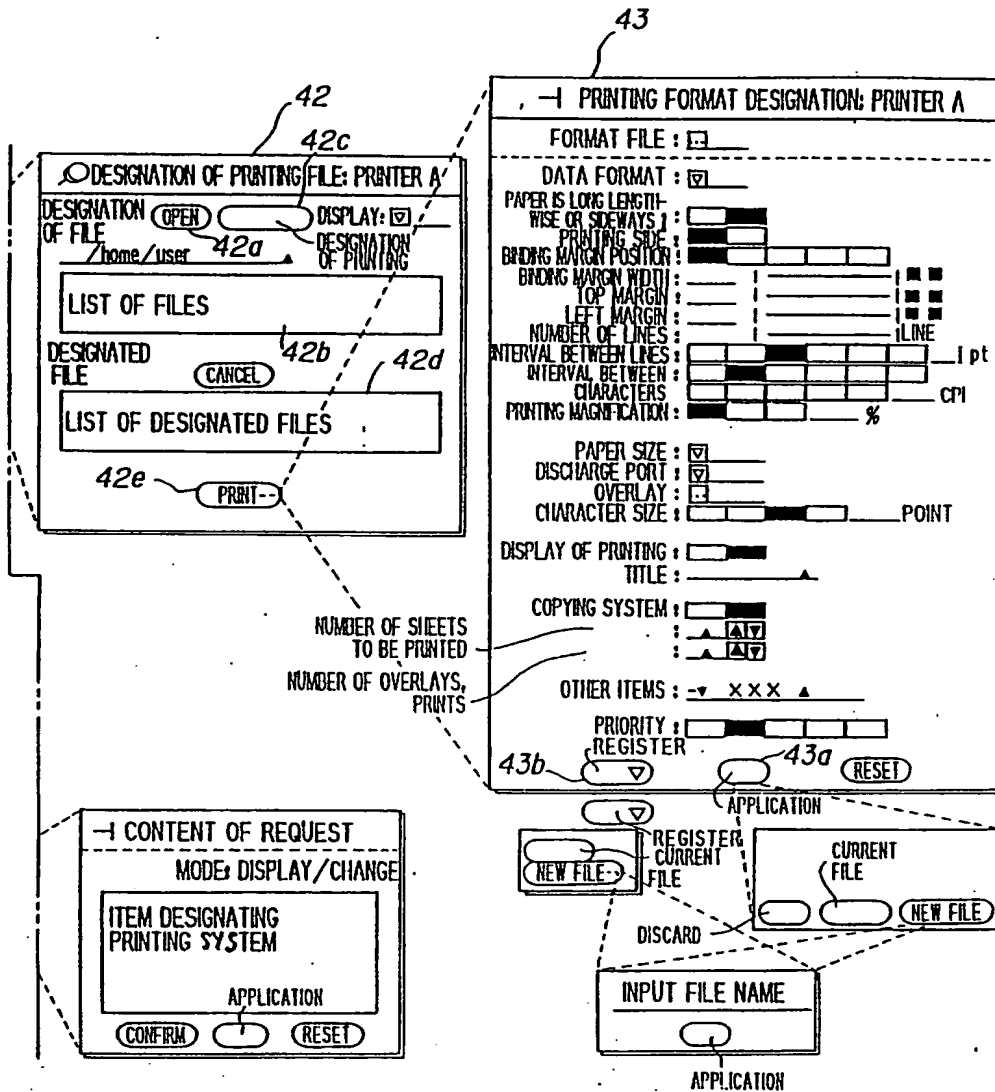 42
42c
DESIGNATION OF PRINTING FILE: PRINTER A
DESIGNATION OF FILE
OPEN
42a
DISPLAY:
DESIGNATION OF PRINTING
/home/user
LIST OF FILES
42b
DESIGNATED FILE
CANCEL
42d
LIST OF DESIGNATED FILES
42e
PRINT--
43
PRINTING FORMAT DESIGNATION: PRINTER A
FORMAT FILE :
DATA FORMAT :
PAPER IS LONG LENGTH-
WISE OR SIDEWAYS
PRINTING SIDE :
BINDING MARGIN POSITION :
BINDING MARGIN WIDTH :
TOP MARGIN :
LEFT MARGIN :
NUMBER OF LINES :
LINE
INTERVAL BETWEEN LINES :
pt
INTERVAL BETWEEN :
CHARACTERS
CPI
PRINTING MAGNIFICATION :
%
PAPER SIZE :
DISCHARGE PORT :
OVERLAY :
CHARACTER SIZE :
POINT
DISPLAY OF PRINTING :
TITLE :
COPYING SYSTEM :
NUMBER OF SHEETS
TO BE PRINTED
:
NUMBER OF OVERLAYS,
PRINTS
:
OTHER ITEMS : - XXX
PRIORITY :
REGISTER
43b
43a
RESET
APPLICATION
REGISTER
CURRENT
FILE
NEW FILE--
CURRENT
FILE
DISCARD
NEW FILE
INPUT FILE NAME
APPLICATION
CONTENT OF REQUEST
MODE: DISPLAY/CHANGE
ITEM DESIGNATING
PRINTING SYSTEM
APPLICATION
CONFIRM
RESET